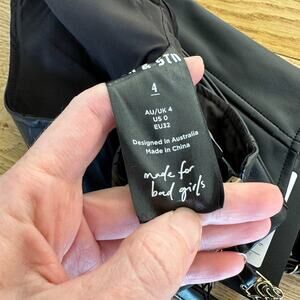 4
AU/UK 4
US 0
EU32
Designed in Australia
Made in China
made for
bad girls